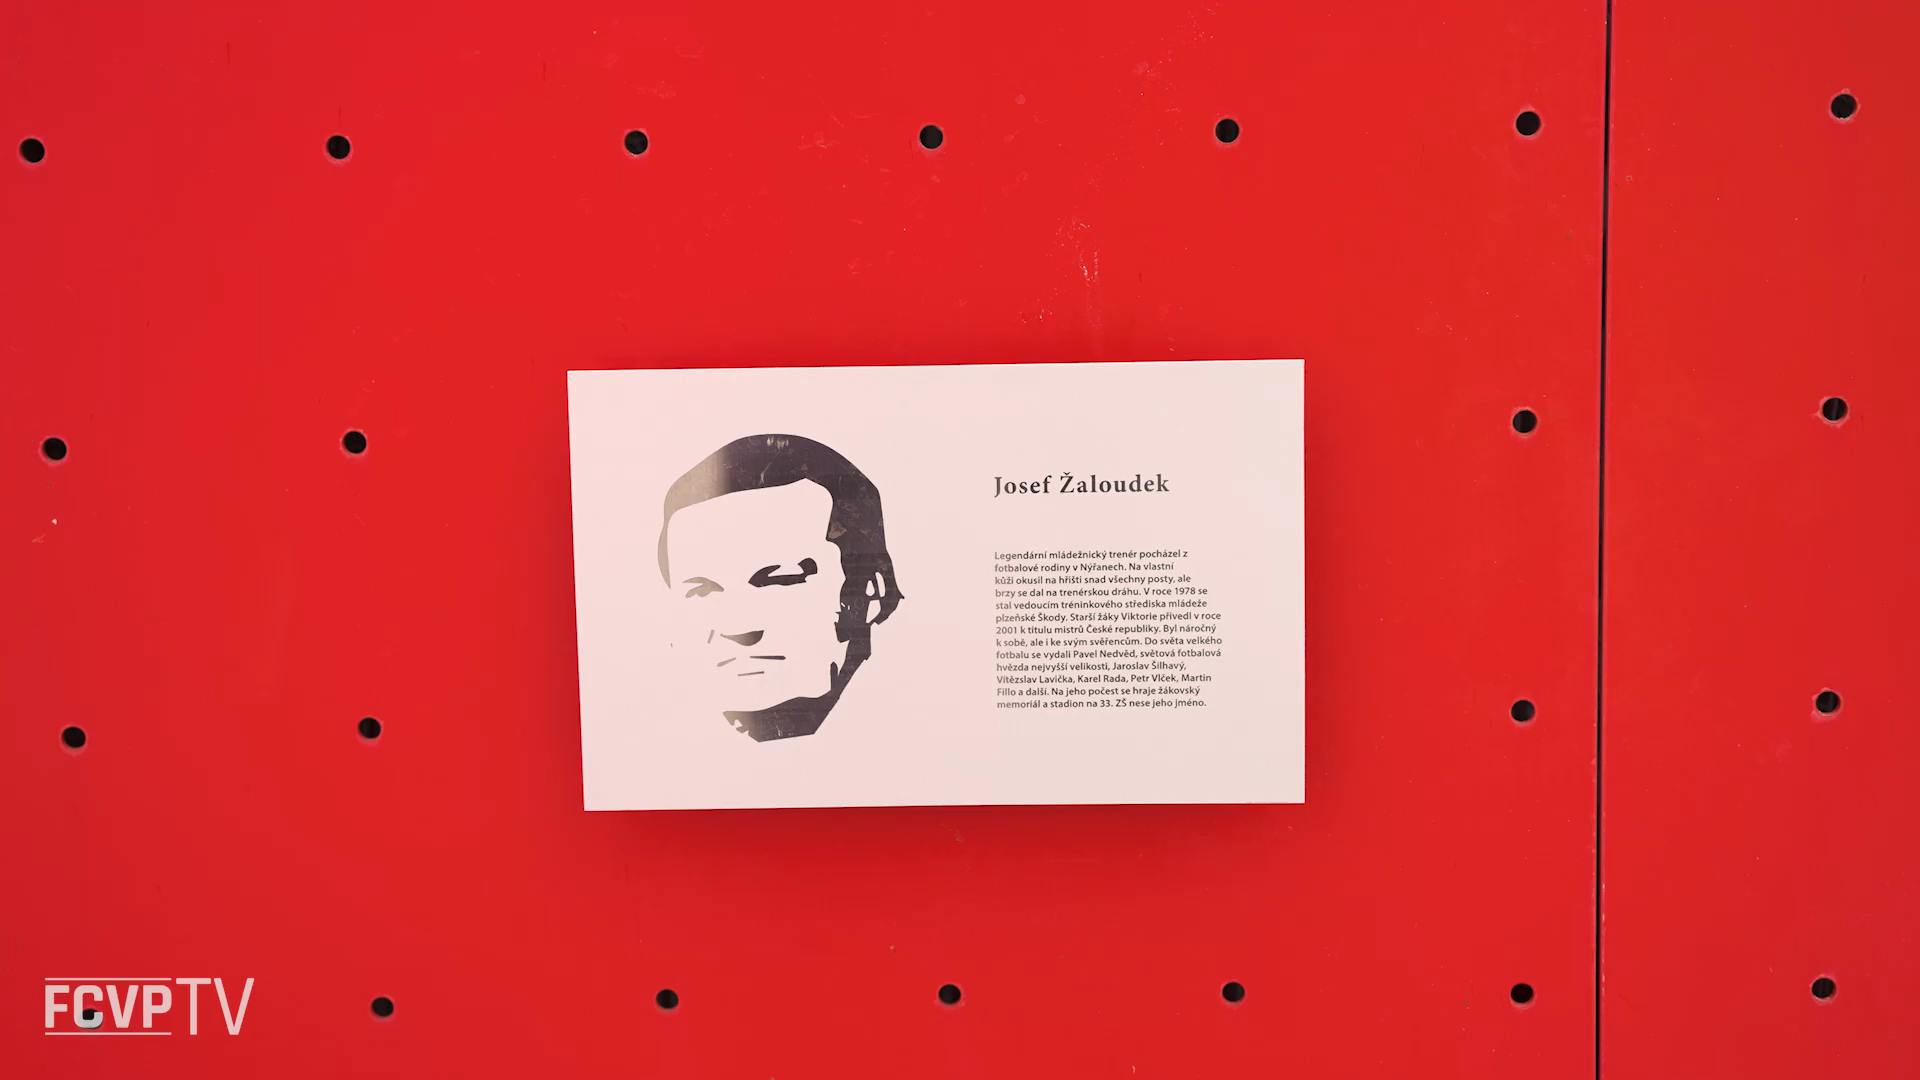 Josef Žaloudek
Legendární mládežnický trenér pocházel z
fotbalové rodiny v Nýřanech. Na vlastní
kůži okusil na hřišti snad všechny posty, ale
brzy se dal na trenérskou dráhu. V roce 1978 se
stal vedoucím tréninkového střediska mládeže
plzeňské Škody. Starší žáky Viktorie přivedl v roce
2001 k titulu mistrů České republiky. Byl náročný
k sobě, ale i ke svým svěřencům. Do světa velkého
fotbalu se vydali Pavel Nedvěd, světová fotbalová
hvězda nejvyšší velikosti, Jaroslav Šilhavý,
Vítězslav Lavička, Karel Rada, Petr Vlček, Martin
Fillo a další. Na jeho počest se hraje žákovský
memoriál a stadion na 33. ZŠ nese jeho jméno.
FCVPTV